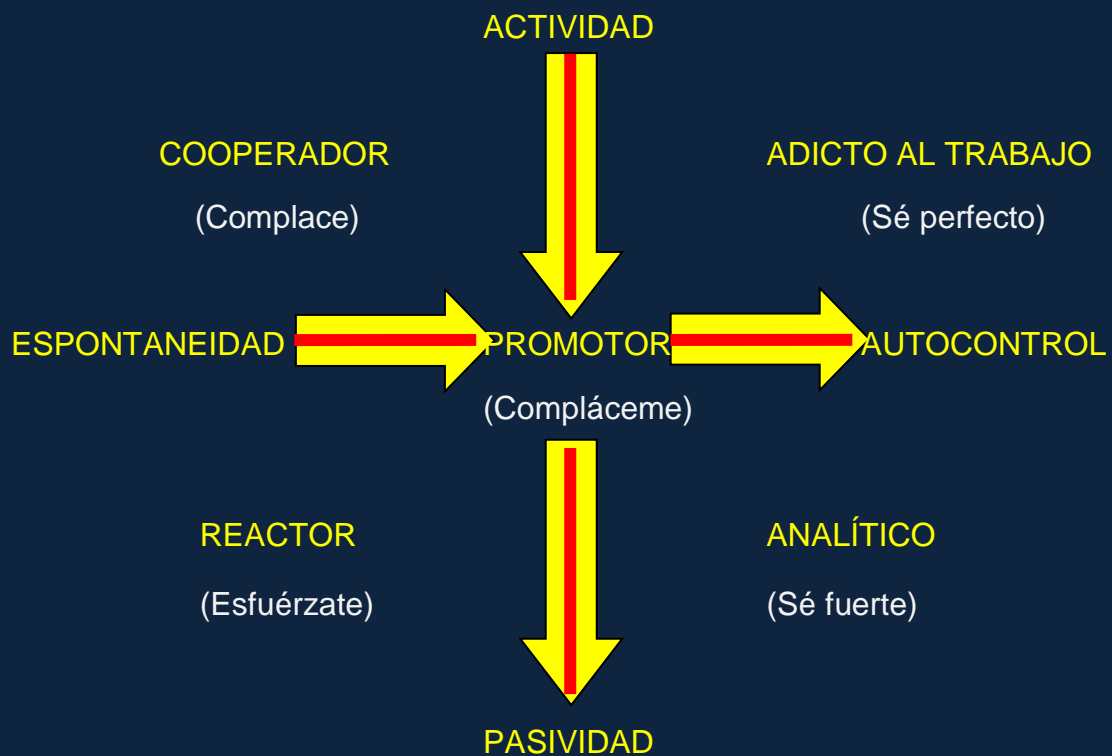 ACTIVIDAD
COOPERADOR
ADICTO AL TRABAJO
(Complace)
(Sé perfecto)
ESPONTANEIDAD
PROMOTOR
AUTOCONTROL
(Compláceme)
REACTOR
ANALÍTICO
(Esfuérzate)
(Sé fuerte)
PASIVIDAD